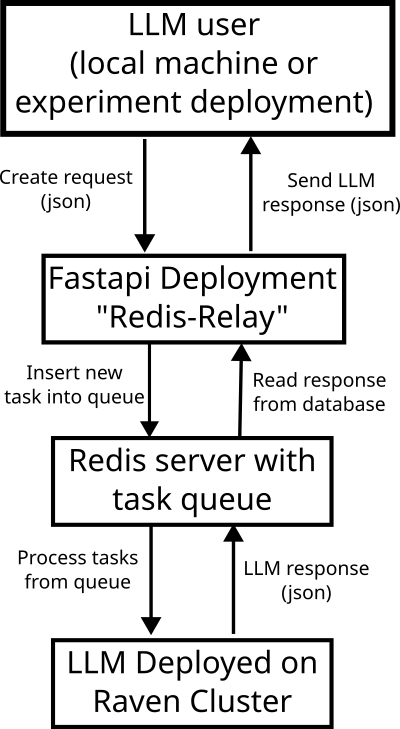 LLM user
(local machine or
experiment deployment)
Create request
(json)
Send LLM
response (json)
Fastapi Deployment
"Redis-Relay"
Insert new
task into queue
Read response
from database
Redis server with
task queue
Process tasks
from queue
LLM response
(json)
LLM Deployed on
Raven Cluster